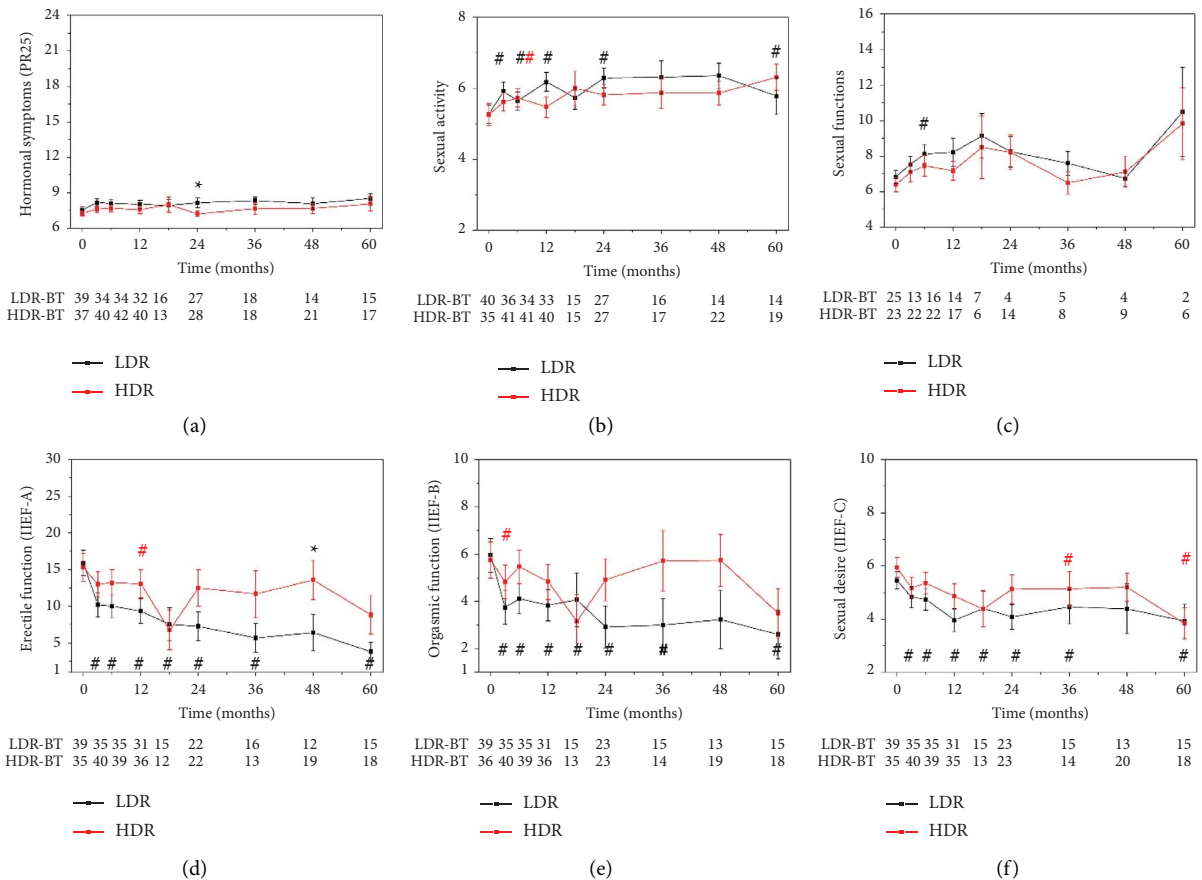 Hormonal symptoms (PR25)
24
21
18
15
12
9
6
0 12 24 36 48 60
*
Time (months)
LDR-BT 39 34 34 32 16 27 18 14 15
HDR-BT 37 40 42 40 13 28 18 21 17
LDR
HDR
(a)
Sexual activity
8
6
4
2
0 12 24 36 48 60
# # # # # #
Time (months)
LDR-BT 40 36 34 33 15 27 16 14 14
HDR-BT 35 41 41 40 15 27 17 22 19
LDR
HDR
(b)
Sexual functions
16
14
12
10
8
6
4
0 12 24 36 48 60
#
Time (months)
LDR-BT 25 13 16 14 7 4 5 4 2
HDR-BT 23 22 22 17 6 14 8 9 6
LDR
HDR
(c)
Erectile function (IIEF-A)
30
25
20
15
10
5
1
0 12 24 36 48 60
# *
# # # # # # #
Time (months)
LDR-BT 39 35 35 31 15 22 16 12 15
HDR-BT 35 40 39 36 12 22 13 19 18
LDR
HDR
(d)
Orgasmic function (IIEF-B)
10
8
6
4
2
1
0 12 24 36 48 60
#
# # # # # # #
Time (months)
LDR-BT 39 35 35 31 15 23 15 13 15
HDR-BT 36 40 39 36 13 23 14 19 18
LDR
HDR
(e)
Sexual desire (IIEF-C)
10
8
6
4
2
0 12 24 36 48 60
# #
# # # # # # #
Time (months)
LDR-BT 39 35 35 31 15 23 15 13 15
HDR-BT 35 40 39 35 13 23 14 20 18
LDR
HDR
(f)